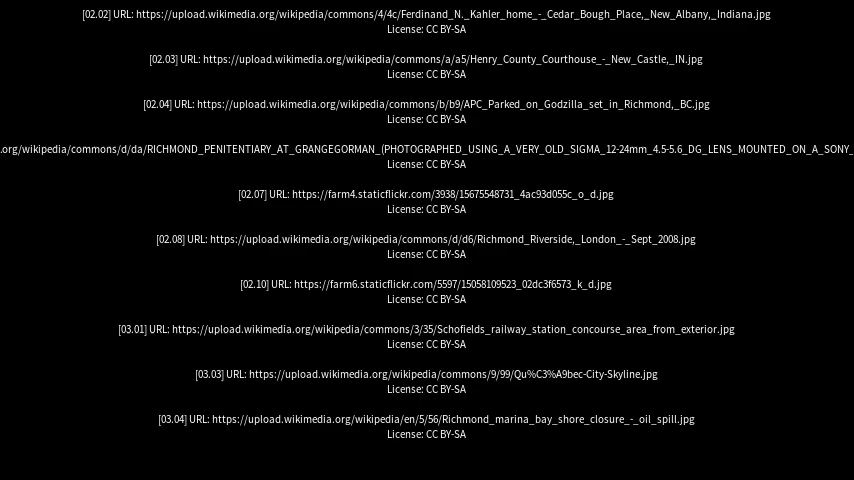 [02.02] URL: https://upload.wikimedia.org/wikipedia/commons/4/4c/Ferdinand_N._Kahler_home_-_Cedar_Bough_Place,_New_Albany,_Indiana.jpg
License: CC BY-SA
[02.03] URL: https://upload.wikimedia.org/wikipedia/commons/a/a5/Henry_County_Courthouse_-_New_Castle,_IN.jpg
License: CC BY-SA
[02.04] URL: https://upload.wikimedia.org/wikipedia/commons/b/b9/APC_Parked_on_Godzilla_set_in_Richmond,_BC.jpg
License: CC BY-SA
.org/wikipedia/commons/d/da/RICHMOND_PENITENTIARY_AT_GRANGEGORMAN_(PHOTOGRAPHED_USING_A_VERY_OLD_SIGMA_12-24mm_4.5-5.6_DG_LENS_MOUNTED_ON_A_SONY_
License: CC BY-SA
[02.07] URL: https://farm4.staticflickr.com/3938/15675548731_4ac93d055c_o_d.jpg
License: CC BY-SA
[02.08] URL: https://upload.wikimedia.org/wikipedia/commons/d/d6/Richmond_Riverside,_London_-_Sept_2008.jpg
License: CC BY-SA
[02.10] URL: https://farm6.staticflickr.com/5597/15058109523_02dc3f6573_k_d.jpg
License: CC BY-SA
[03.01] URL: https://upload.wikimedia.org/wikipedia/commons/3/35/Schofields_railway_station_concourse_area_from_exterior.jpg
License: CC BY-SA
[03.03] URL: https://upload.wikimedia.org/wikipedia/commons/9/99/Qu%C3%A9bec-City-Skyline.jpg
License: CC BY-SA
[03.04] URL: https://upload.wikimedia.org/wikipedia/en/5/56/Richmond_marina_bay_shore_closure_-_oil_spill.jpg
License: CC BY-SA